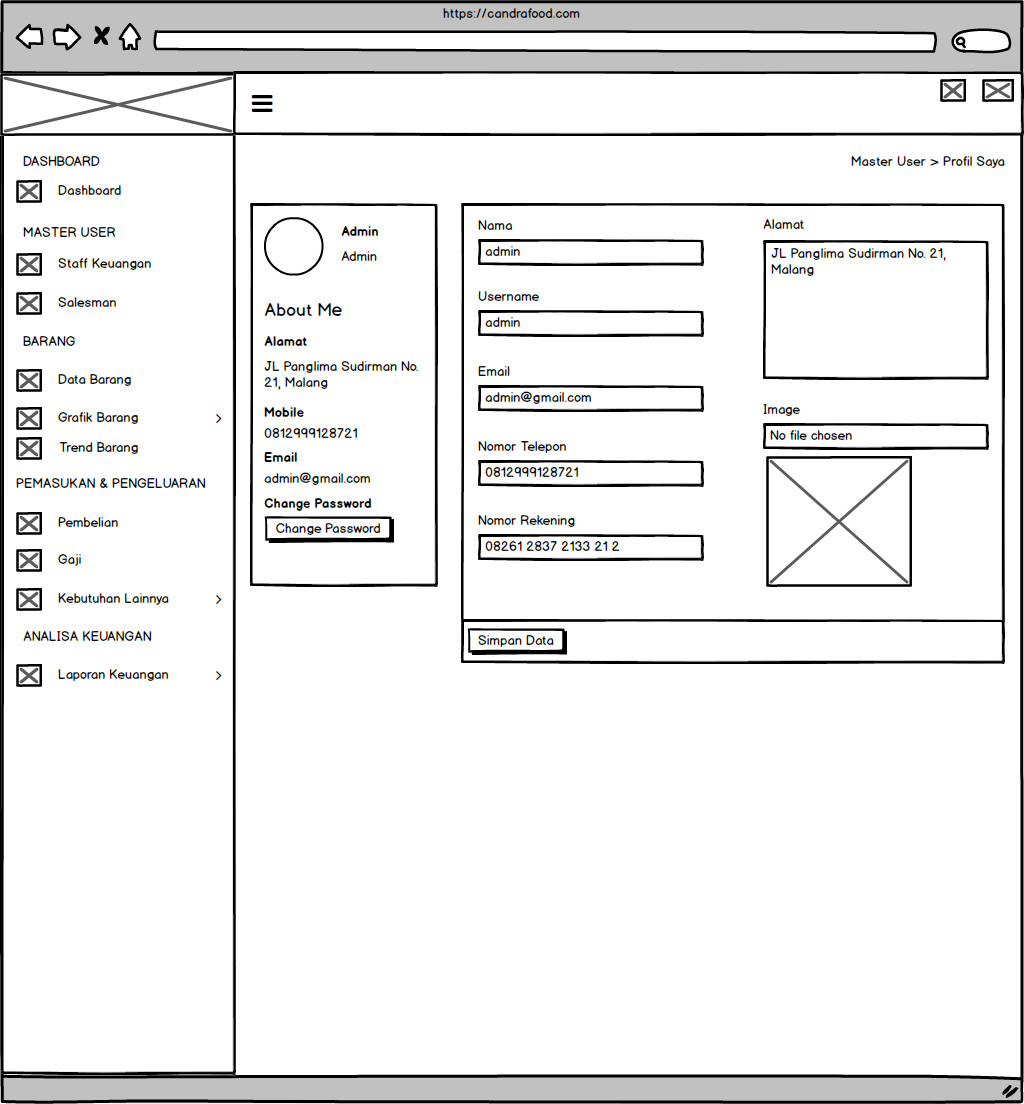 https://candrafood.com
Master User > Profil Saya
DASHBOARD
Dashboard
MASTER USER
Staff Keuangan
Salesman
BARANG
Data Barang
Grafik Barang
Trend Barang
PEMASUKAN & PENGELUARAN
Pembelian
Gaji
Kebutuhan Lainnya
ANALISA KEUANGAN
Laporan Keuangan
Admin
Admin
About Me
Alamat
JL Panglima Sudirman No.
21, Malang
Mobile
0812999128721
Email
admin@gmail.com
Change Password
Change Password
Nama
admin
Username
admin
Email
admin@gmail.com
Nomor Telepon
0812999128721
Nomor Rekening
08261 2837 2133 21 2
Alamat
JL Panglima Sudirman No. 21,
Malang
Image
No file chosen
Simpan Data